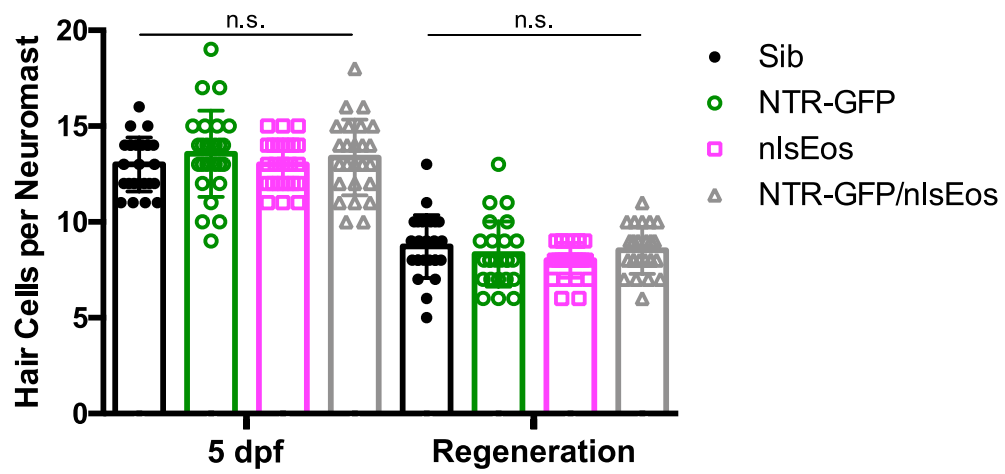 n.s.
n.s.
20
15
10
5
0
Hair Cells per Neuromast
5 dpf
Regeneration
Sib
NTR-GFP
nlsEos
NTR-GFP/nlsEos